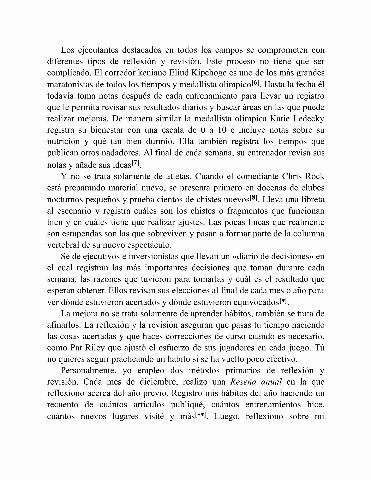 Los ejecutantes destacados en todos los campos se comprometen con
diferentes tipos de reflexión y revisión. Este proceso no tiene que ser
complicado. El corredor keniano Eliud Kipchoge es uno de los más grandes
maratonistas de todos los tiempos y medallista olímpico[6]. Hasta la fecha él
todavía toma notas después de cada entrenamiento para llevar un registro
que le permita revisar sus resultados diarios y buscar áreas en las que puede
realizar mejoras. De manera similar la medallista olímpica Katie Ledecky
registra su bienestar con una escala de 0 a 10 e incluye notas sobre su
nutrición y qué tan bien durmió. Ella también registra los tiempos que
publican otros nadadores. Al final de cada semana, su entrenador revisa sus
notas y añade sus ideas[7].
Y no se trata solamente de atletas. Cuando el comediante Chris Rock
está preparando material nuevo, se presenta primero en docenas de clubes
nocturnos pequeños y prueba cientos de chistes nuevos[8]. Lleva una libreta
al escenario y registra cuáles son los chistes o fragmentos que funcionan
bien y en cuáles tiene que realizar ajustes. Las pocas líneas que realmente
son estupendas son las que sobreviven y pasan a formar parte de la columna
vertebral de su nuevo espectáculo.
Sé de ejecutivos e inversionistas que llevan un «diario de decisiones» en
el cual registran las más importantes decisiones que toman durante cada
semana, las razones que tuvieron para tomarlas y cuál es el resultado que
esperan obtener. Ellos revisan sus elecciones al final de cada mes o año para
ver dónde estuvieron acertados y dónde estuvieron equivocados[9].
La mejora no se trata solamente de aprender hábitos, también se trata de
afinarlos. La reflexión y la revisión aseguran que pasas tu tiempo haciendo
las cosas acertadas y que haces correcciones de curso cuando es necesario,
como Pat Riley que ajustó el esfuerzo de sus jugadores en cada juego. Tú
no quieres seguir practicando un hábito si se ha vuelto poco efectivo.
Personalmente, yo empleo dos métodos primarios de reflexión y
revisión. Cada mes de diciembre, realizo una Reseña anual en la que
reflexiono acerca del año previo. Registro mis hábitos del año haciendo un
recuento de cuántos artículos publiqué, cuántos entrenamientos hice,
cuántos nuevos lugares visité y más[10]. Luego, reflexiono sobre mi